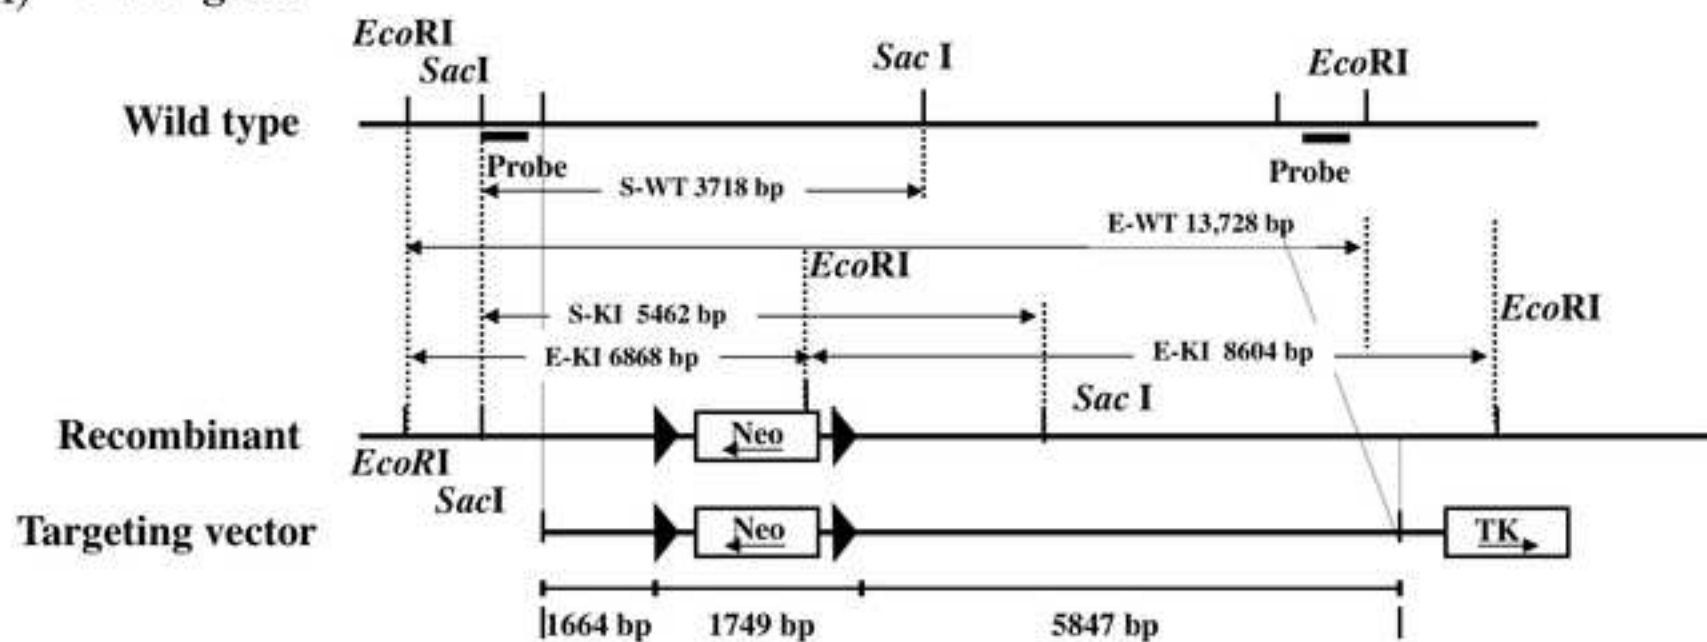 EcoRI
SacI
Sac I
EcoRI
Wild type
Probe
Probe
S-WT 3718 bp
E-WT 13,728 bp
EcoRI
S-KI 5462 bp
EcoRI
E-KI 6868 bp
E-KI 8604 bp
Sac I
Recombinant
Neo
EcoRI
SacI
Targeting vector
Neo
TK
1664 bp
1749 bp
5847 bp